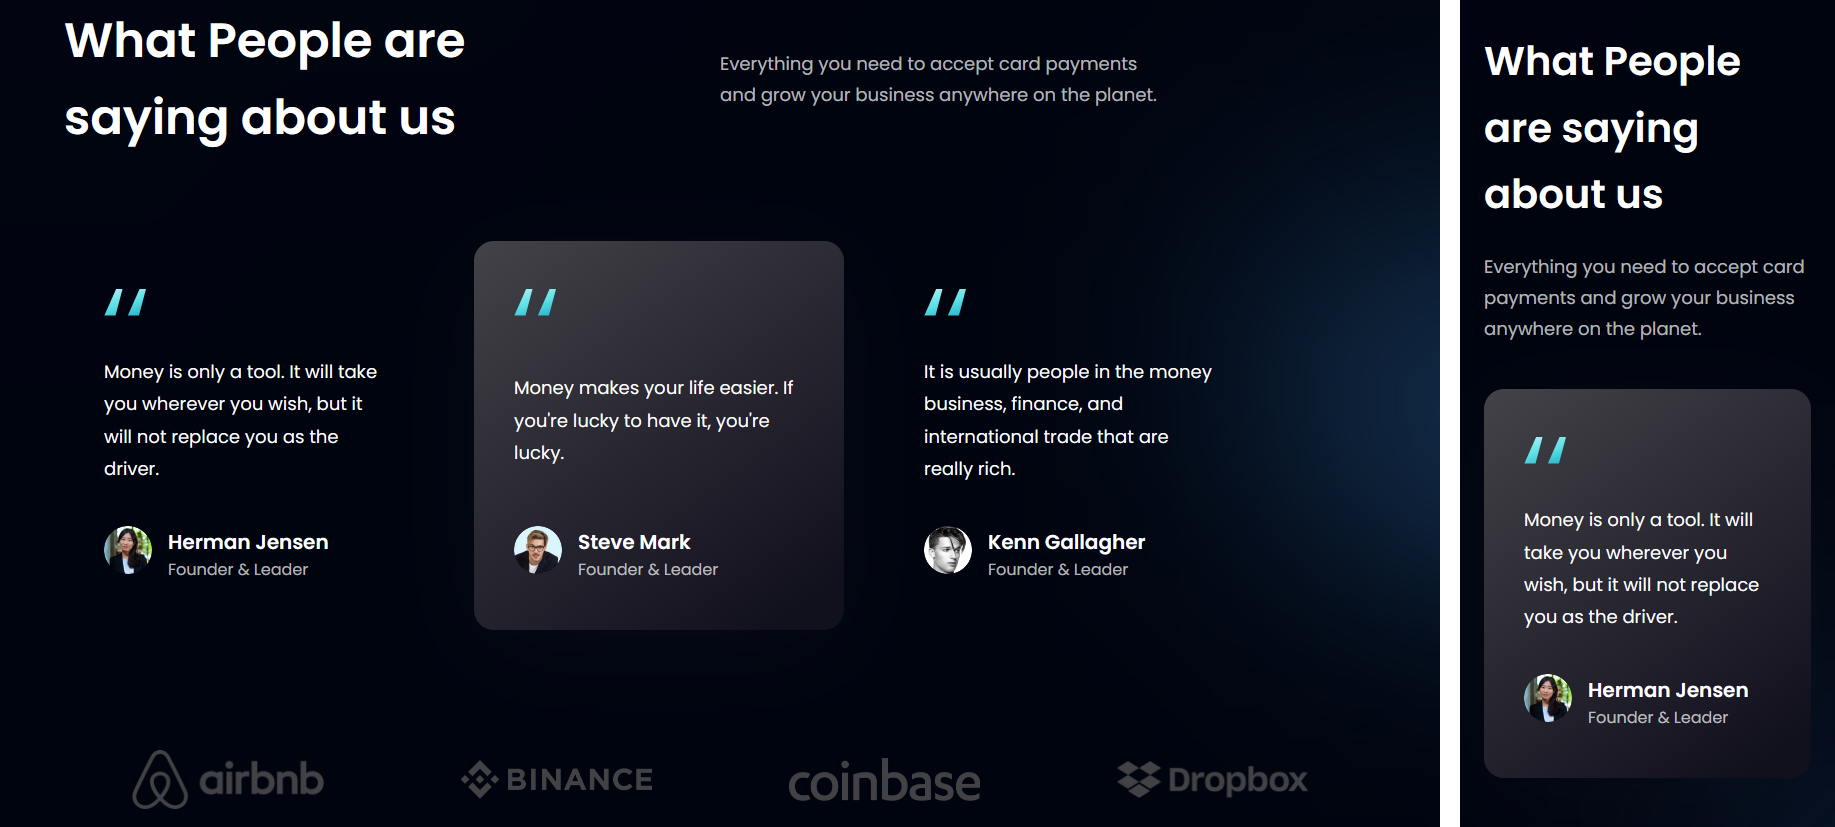 What People are
saying about us
Everything you need to accept card payments
and grow your business anywhere on the planet.
Money is only a tool. It will take
you wherever you wish, but it
will not replace you as the
driver.
Herman Jensen
Founder & Leader
Money makes your life easier. If
you're lucky to have it, you're
lucky.
Steve Mark
Founder & Leader
It is usually people in the money
business, finance, and
international trade that are
really rich.
Kenn Gallagher
Founder & Leader
airbnb
BINANCE
coinbase
Dropbox
What People
are saying
about us
Everything you need to accept card
payments and grow your business
anywhere on the planet.
Money is only a tool. It will
take you wherever you
wish, but it will not replace
you as the driver.
Herman Jensen
Founder & Leader